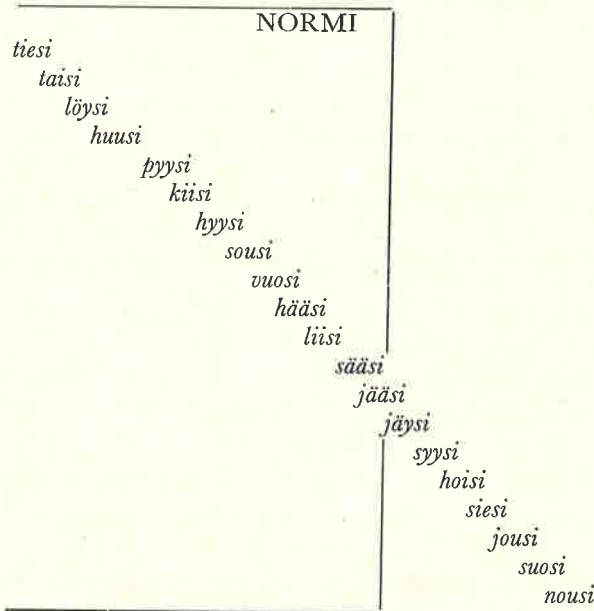 NORMI
tiesi
taisi
löysi
huusi
pyysi
kiisi
hyysi
sousi
vuosi
hääsi
liisi
sääsi
jääsi
jäysi
syysi
hoisi
siesi
jousi
suosi
nousi